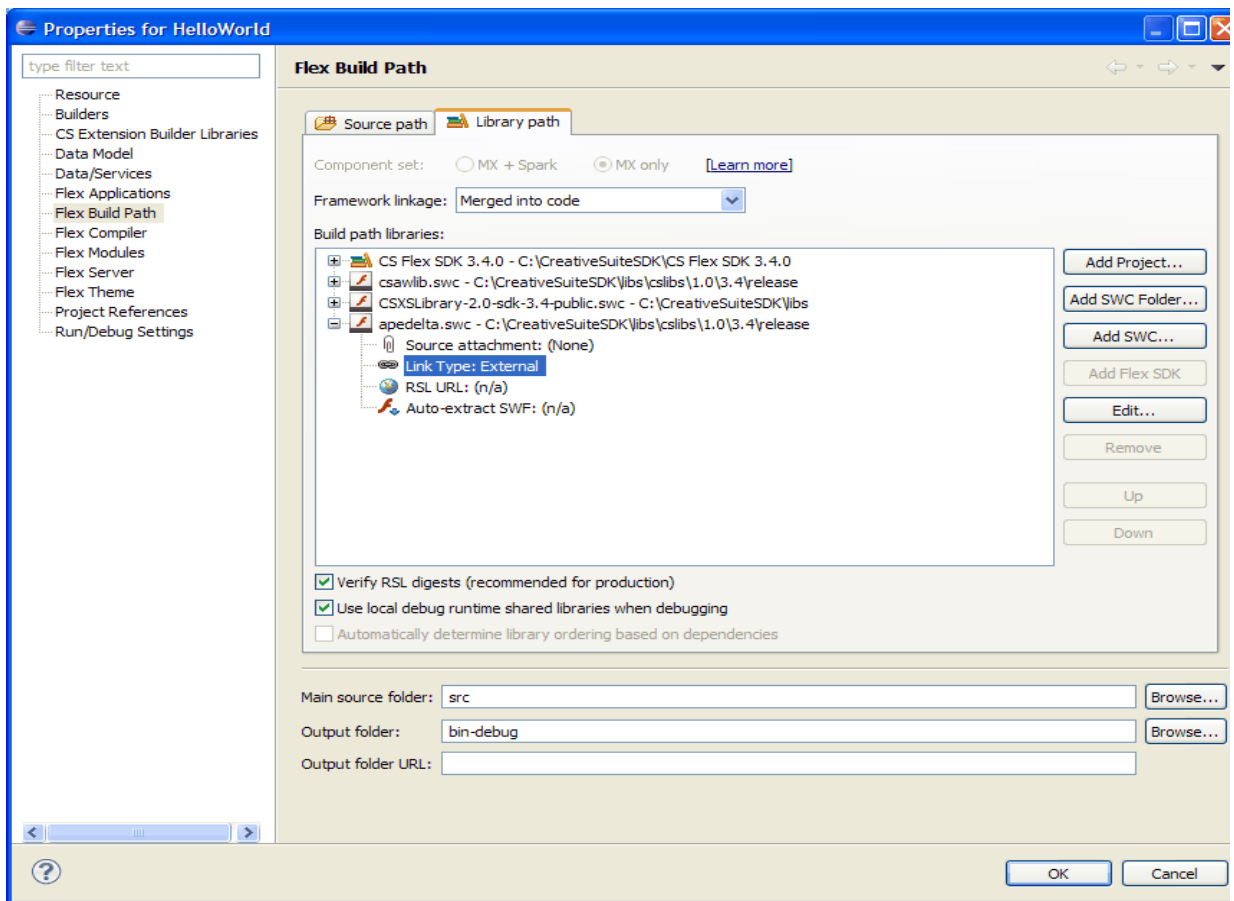 Properties for HelloWorld
type filter text
Resource
Builders
CS Extension Builder Libraries
Data Model
Data/Services
Flex Applications
Flex Build Path
Flex Compiler
Flex Modules
Flex Server
Flex Theme
Project References
Run/Debug Settings
Flex Build Path
Source path Library path
Component set: MX + Spark MX only [Learn more]
Framework linkage: Merged into code
Build path libraries:
CS Flex SDK 3.4.0 - C:\CreativeSuiteSDK\CS Flex SDK 3.4.0
csawlib.swc - C:\CreativeSuiteSDK\libs\cslibs\1.0\3.4\release
CSXSLibrary-2.0-sdk-3.4-public.swc - C:\CreativeSuiteSDK\libs
apedelta.swc - C:\CreativeSuiteSDK\libs\cslibs\1.0\3.4\release
Source attachment: (None)
Link Type: External
RSL URL: (n/a)
Auto-extract SWF: (n/a)
Add Project...
Add SWC Folder...
Add SWC...
Add Flex SDK
Edit...
Remove
Up
Down
Verify RSL digests (recommended for production)
Use local debug runtime shared libraries when debugging
Automatically determine library ordering based on dependencies
Main source folder: src Browse...
Output folder: bin-debug Browse...
Output folder URL:
? OK Cancel